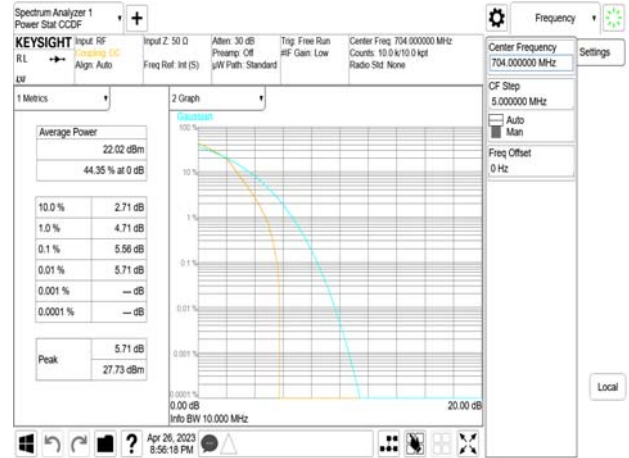 Spectrum Analyzer 1
Power Stat CCDF
Frequency
KEYSIGHT
RL
Input: RF
Coupling: DC
Align: Auto
Input Z: 50 Ω
Freq Ref: Int (S)
Atten: 30 dB
Preamp: Off
µW Path: Standard
Trig: Free Run
#IF Gain: Low
Center Freq: 704.000000 MHz
Counts: 10.0 k/10.0 kpt
Radio Std: None
Center Frequency
704.000000 MHz
Settings
CF Step
5.000000 MHz
Auto
Man
Freq Offset
0 Hz
1 Metrics
Average Power
22.02 dBm
44.35 % at 0 dB
10.0 % 2.71 dB
1.0 % 4.71 dB
0.1 % 5.56 dB
0.01 % 5.71 dB
0.001 % --- dB
0.0001 % --- dB
Peak 5.71 dB
27.73 dBm
2 Graph
Gaussian
100 %
10 %
1 %
0.1 %
0.01 %
0.001 %
0.0001 %
0.00 dB 20.00 dB
Info BW 10.000 MHz
Local
Apr 26, 2023
8:56:18 PM